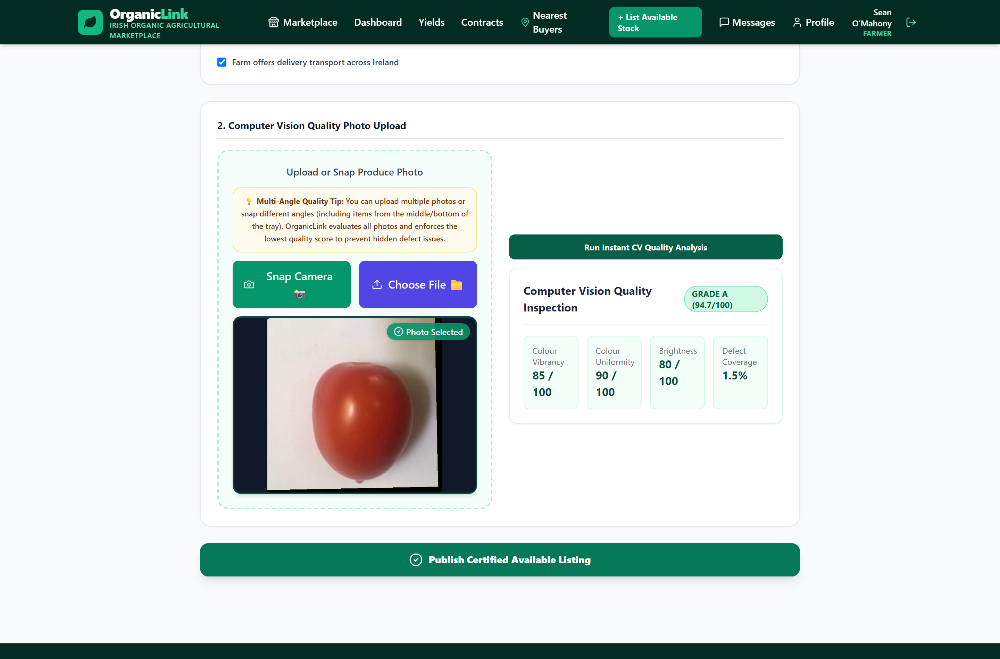 OrganicLink
IRISH ORGANIC AGRICULTURAL
MARKETPLACE
Marketplace
Dashboard
Yields
Contracts
Nearest
Buyers
+ List Available
Stock
Messages
Profile
Sean
O'Mahony
FARMER
Farm offers delivery transport across Ireland
2. Computer Vision Quality Photo Upload
Upload or Snap Produce Photo
💡 Multi-Angle Quality Tip: You can upload multiple photos or
snap different angles (including items from the middle/bottom of
the tray). OrganicLink evaluates all photos and enforces the
lowest quality score to prevent hidden defect issues.
Snap Camera
📷
Choose File 📁
Photo Selected
Run Instant CV Quality Analysis
Computer Vision Quality
Inspection
GRADE A
(94.7/100)
Colour
Vibrancy
85 /
100
Colour
Uniformity
90 /
100
Brightness
80 /
100
Defect
Coverage
1.5%
Publish Certified Available Listing